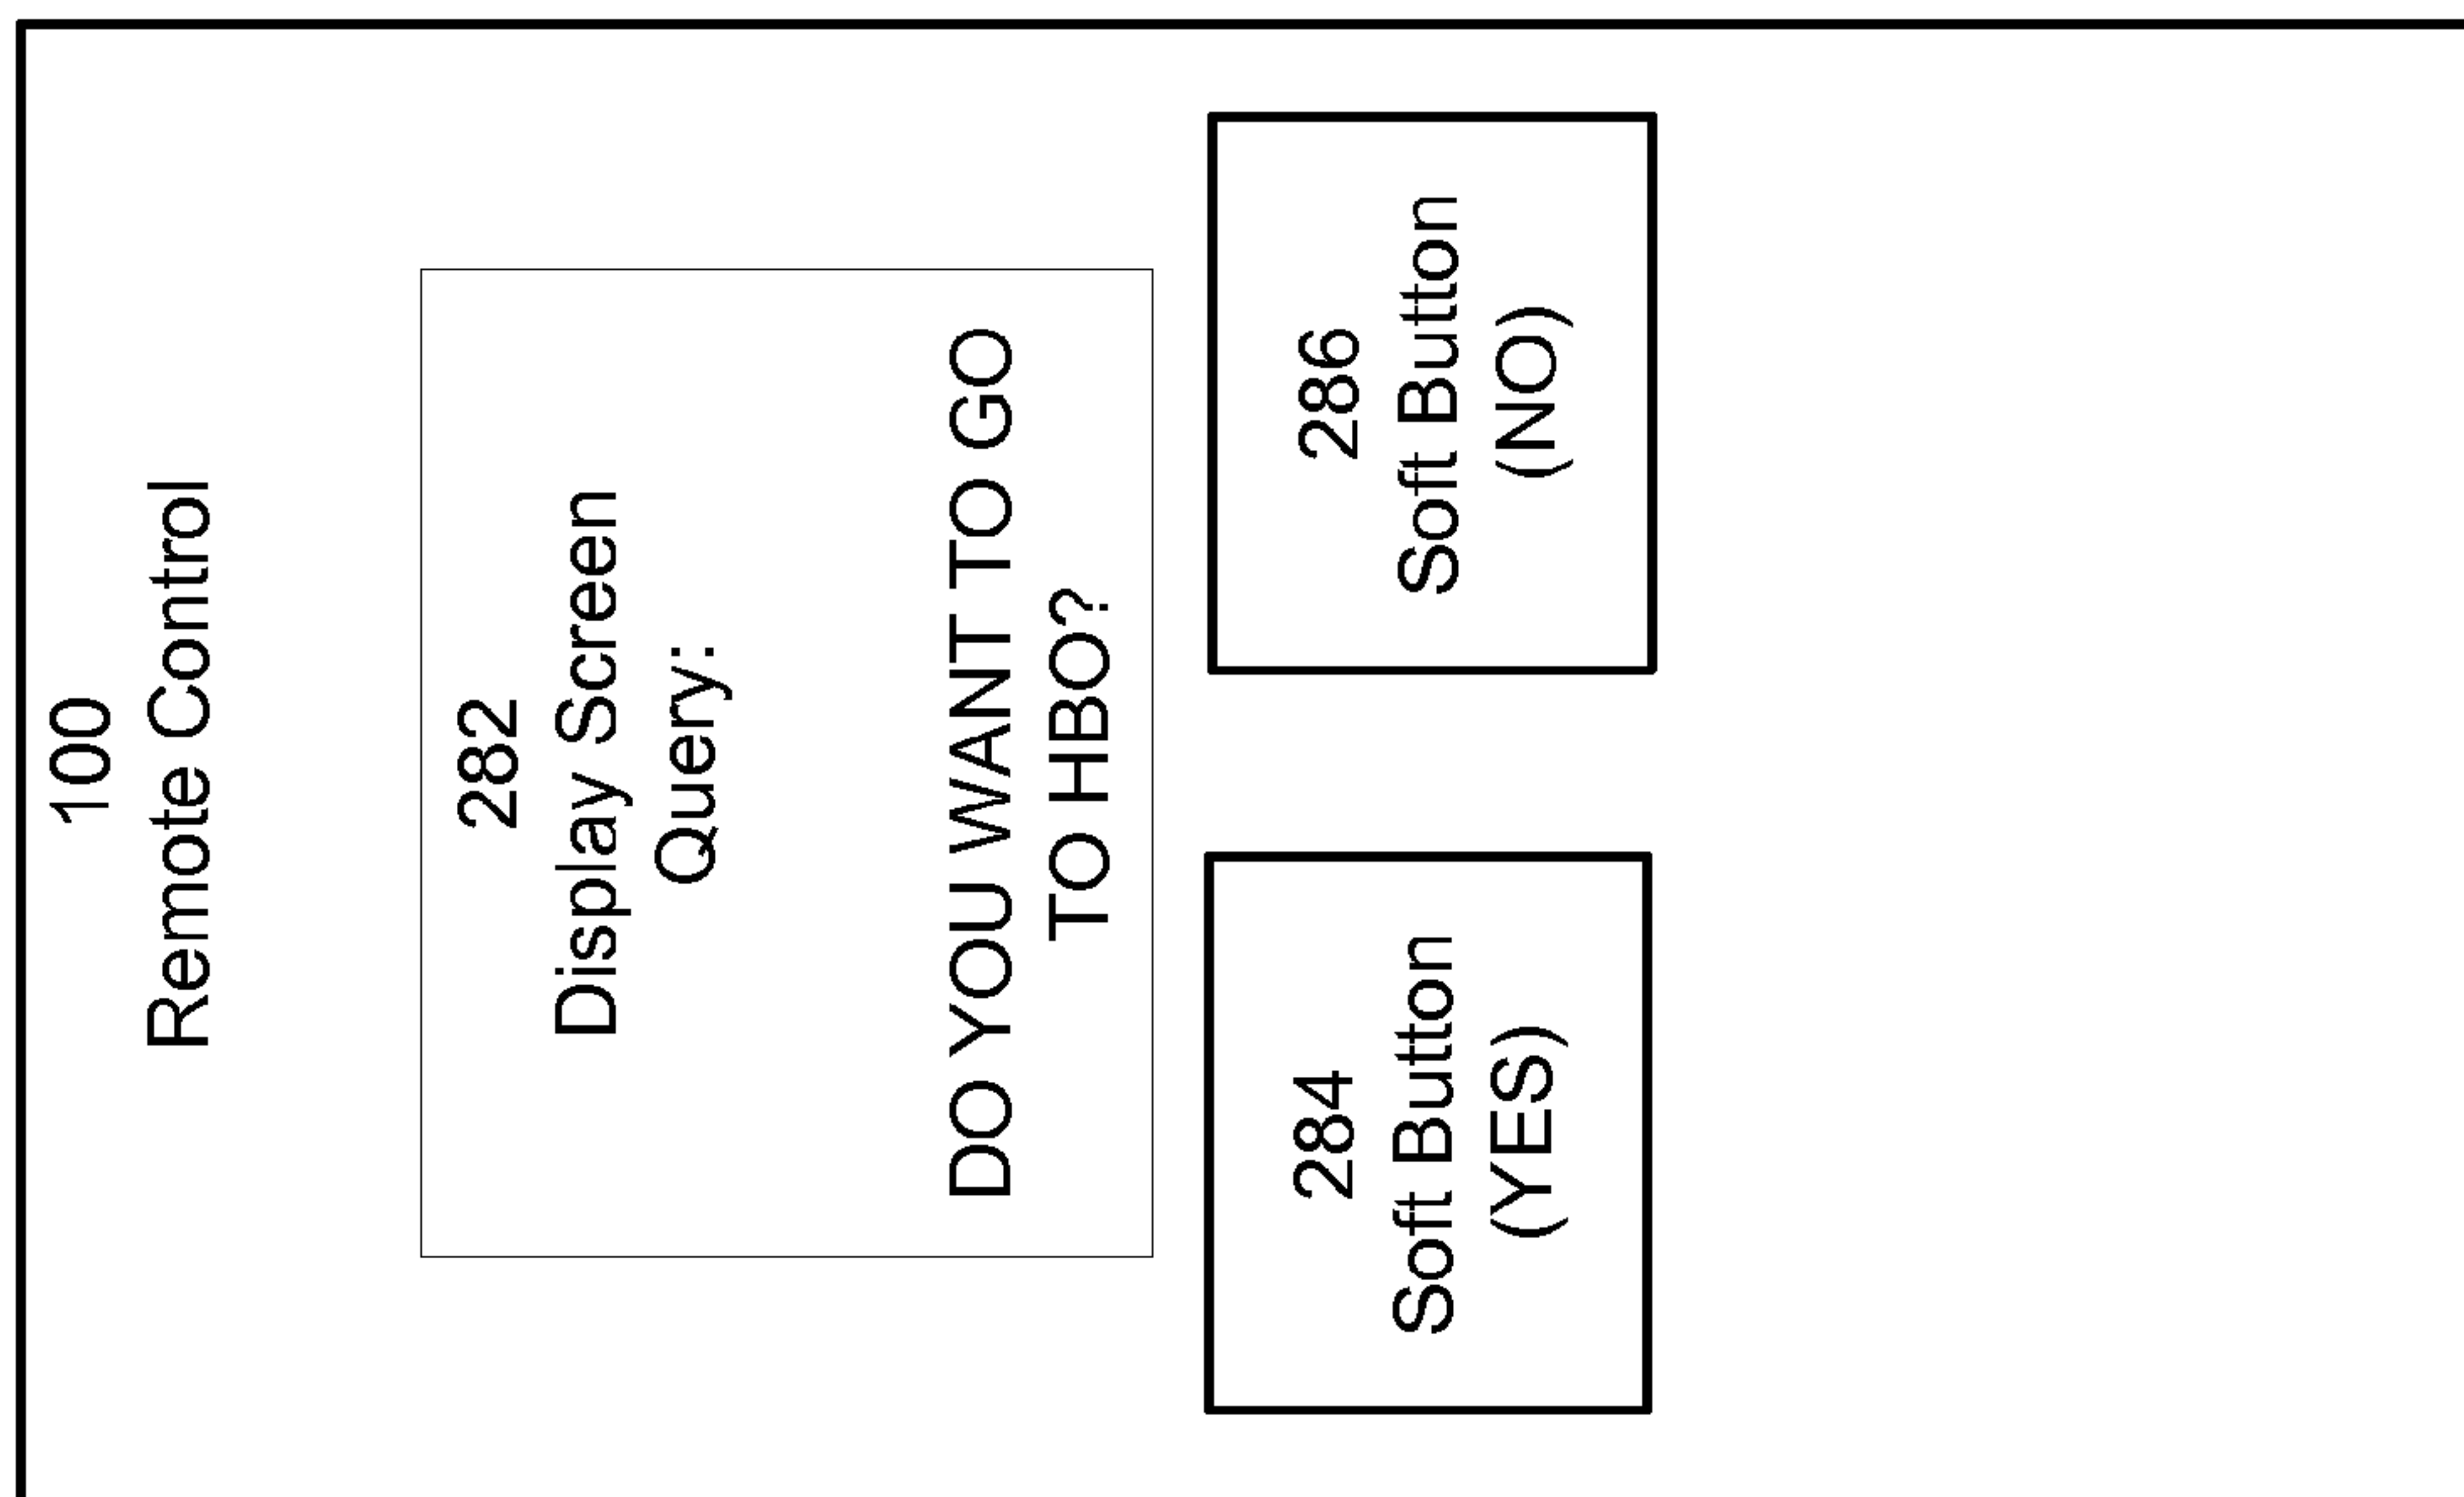 100
Remote Control
282
Display Screen
Query:
DO YOU WANT TO GO
TO HBO?
284
Soft Button
(YES)
286
Soft Button
(NO)